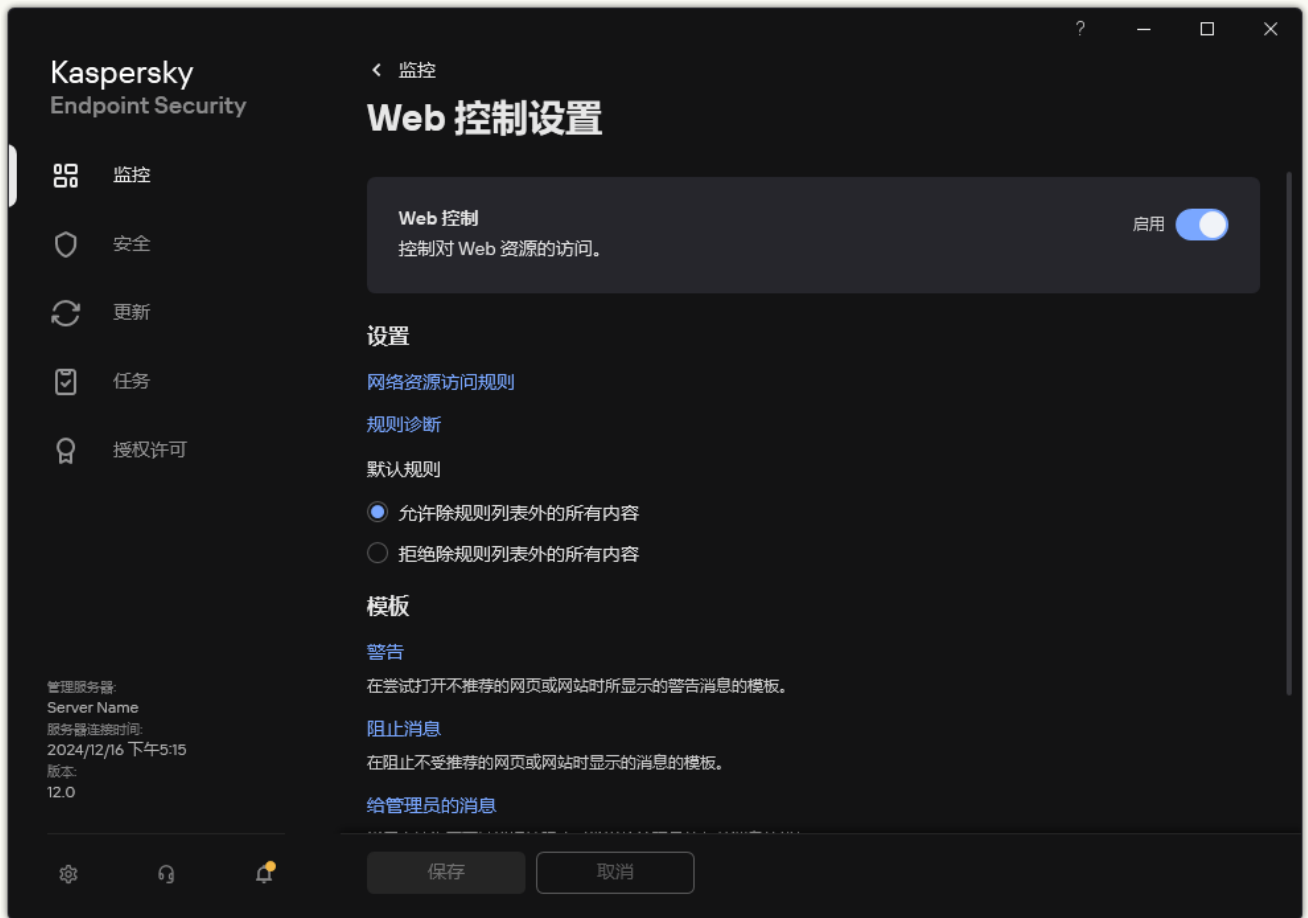 ?
Kaspersky
Endpoint Security
监控
安全
更新
任务
授权许可
管理服务器:
Server Name
服务器连接时间:
2024/12/16 下午5:15
版本:
12.0
监控
Web 控制设置
Web 控制
控制对 Web 资源的访问。
启用
设置
网络资源访问规则
规则诊断
默认规则
允许除规则列表外的所有内容
拒绝除规则列表外的所有内容
模板
警告
在尝试打开不推荐的网页或网站时所显示的警告消息的模板。
阻止消息
在阻止不受推荐的网页或网站时显示的消息的模板。
给管理员的消息
保存
取消